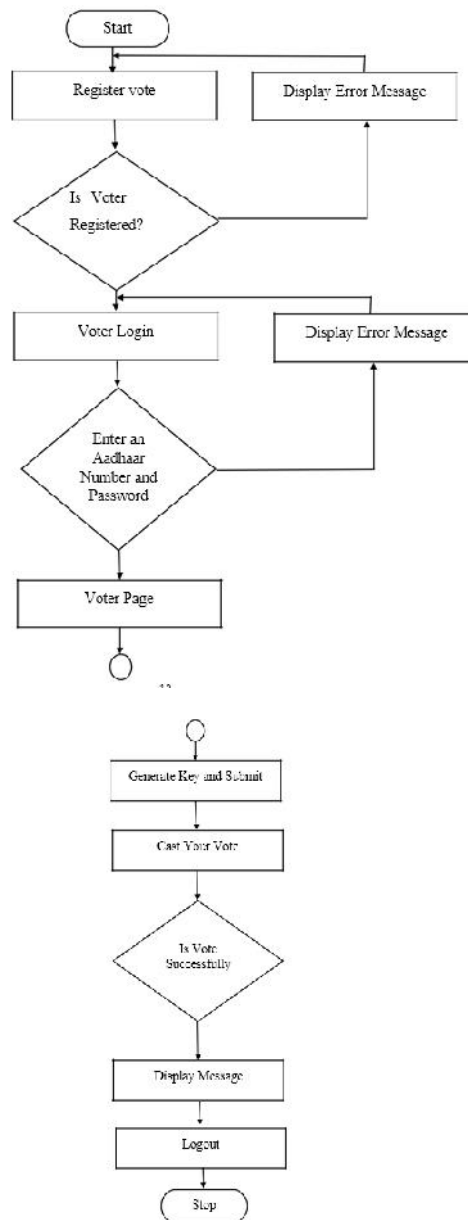 Start
Register vote
Display Error Message
Is Voter
Registered?
Voter Login
Display Error Message
Enter an
Aadhaar
Number and
Password
Voter Page
Generate Key and Submit
Cast Your Vote
Is Vote
Successfully
Display Message
Logout
Stop